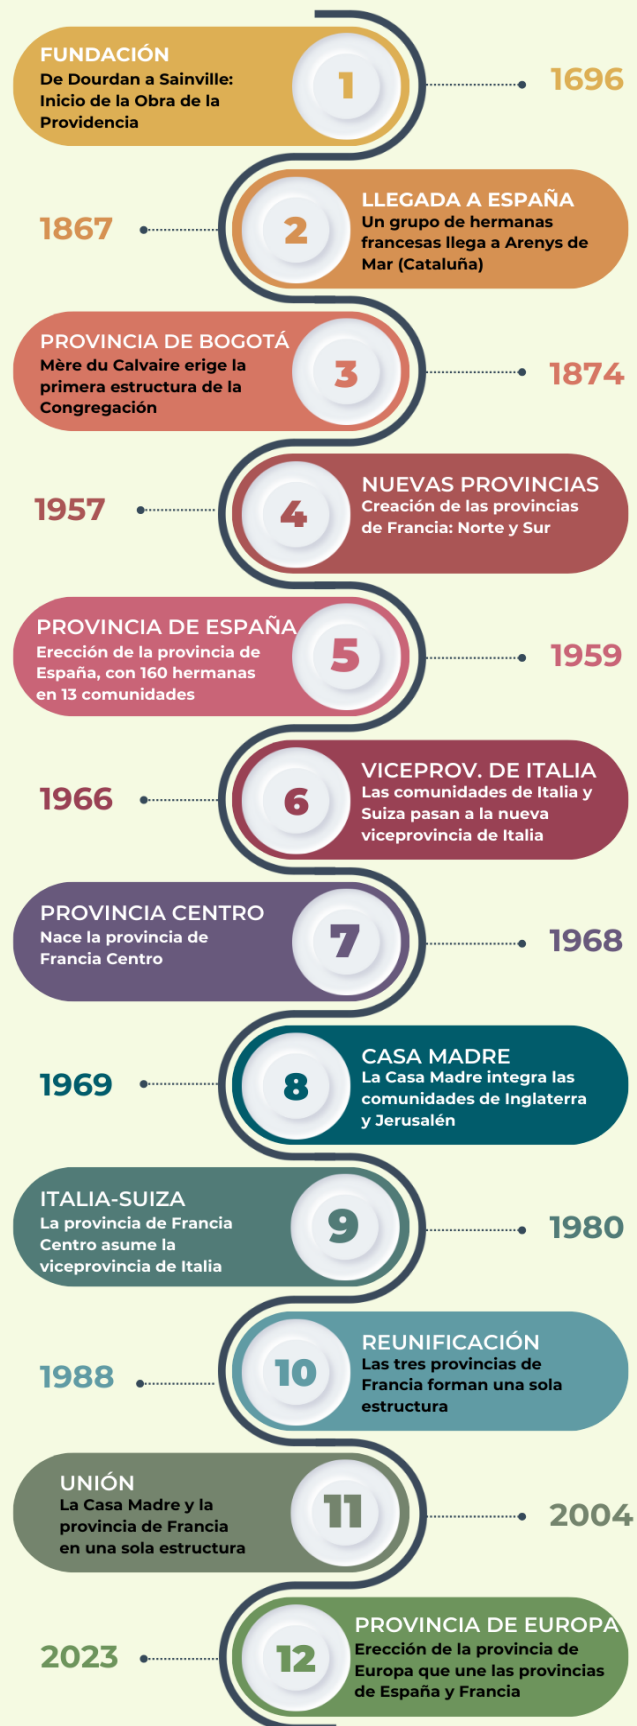 FUNDACIÓN
De Dourdan a Sainville:
Inicio de la Obra de la
Providencia
1
1696
1867
2
LLEGADA A ESPAÑA
Un grupo de hermanas
francesas llega a Arenys de
Mar (Cataluña)
PROVINCIA DE BOGOTÁ
Mère du Calvaire erige la
primera estructura de la
Congregación
3
1874
1957
4
NUEVAS PROVINCIAS
Creación de las provincias
de Francia: Norte y Sur
PROVINCIA DE ESPAÑA
Erección de la provincia de
España, con 160 hermanas
en 13 comunidades
5
1959
1966
6
VICEPROV. DE ITALIA
Las comunidades de Italia y
Suiza pasan a la nueva
viceprovincia de Italia
PROVINCIA CENTRO
Nace la provincia de
Francia Centro
7
1968
1969
8
CASA MADRE
La Casa Madre integra las
comunidades de Inglaterra
y Jerusalén
ITALIA-SUIZA
La provincia de Francia
Centro asume la
viceprovincia de Italia
9
1980
1988
10
REUNIFICACIÓN
Las tres provincias de
Francia forman una sola
estructura
UNIÓN
La Casa Madre y la
provincia de Francia
en una sola estructura
11
2004
2023
12
PROVINCIA DE EUROPA
Erección de la provincia de
Europa que une las provincias
de España y Francia